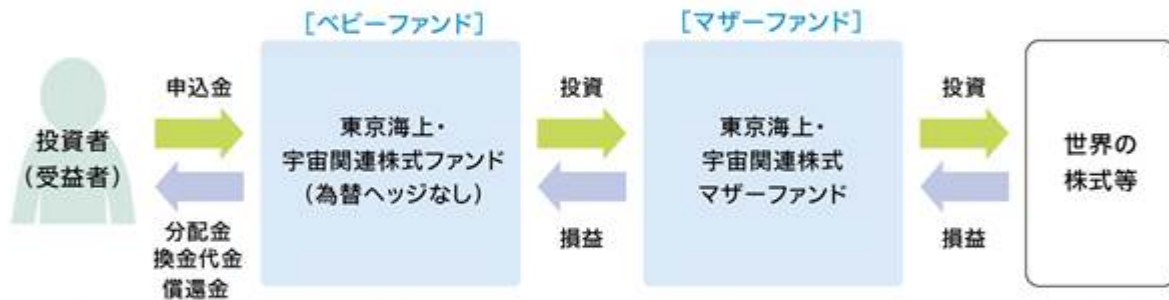 [ベビーファンド]
[マザーファンド]
投資者
(受益者)
申込金
分配金
換金代金
償還金
東京海上・
宇宙関連株式ファンド
(為替ヘッジなし)
投資
損益
東京海上・
宇宙関連株式
マザーファンド
投資
損益
世界の
株式等